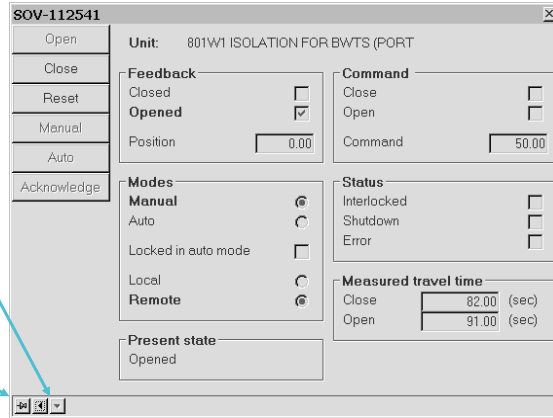 SOV-112541
Open
Close
Reset
Manual
Auto
Acknowledge
Unit: 801W1 ISOLATION FOR BWTS (PORT
Feedback
Closed
Opened
Position 0.00
Command
Close
Open
Command 50.00
Modes
Manual
Auto
Locked in auto mode
Local
Remote
Status
Interlocked
Shutdown
Error
Measured travel time
Close 82.00 (sec)
Open 91.00 (sec)
Present state
Opened